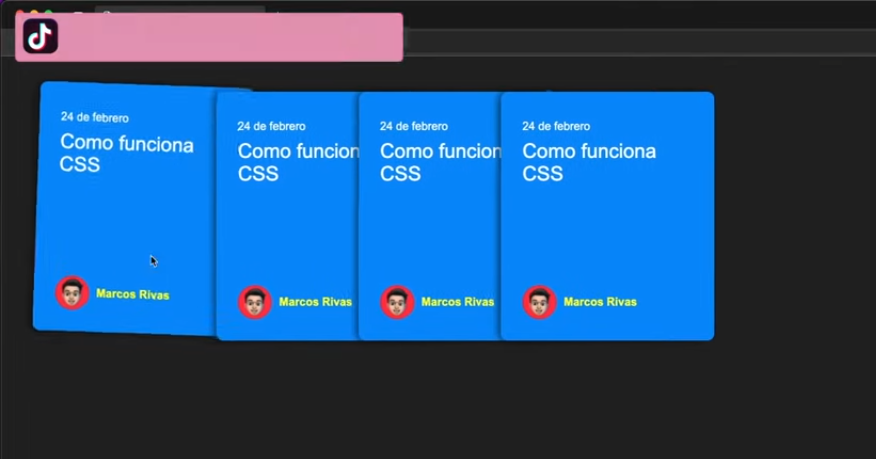 24 de febrero
Como funciona
CSS
Marcos Rivas
24 de febrero
Como funcion
CSS
Marcos Rivas
24 de febrero
Como funcion
CSS
Marcos Rivas
24 de febrero
Como funciona
CSS
Marcos Rivas